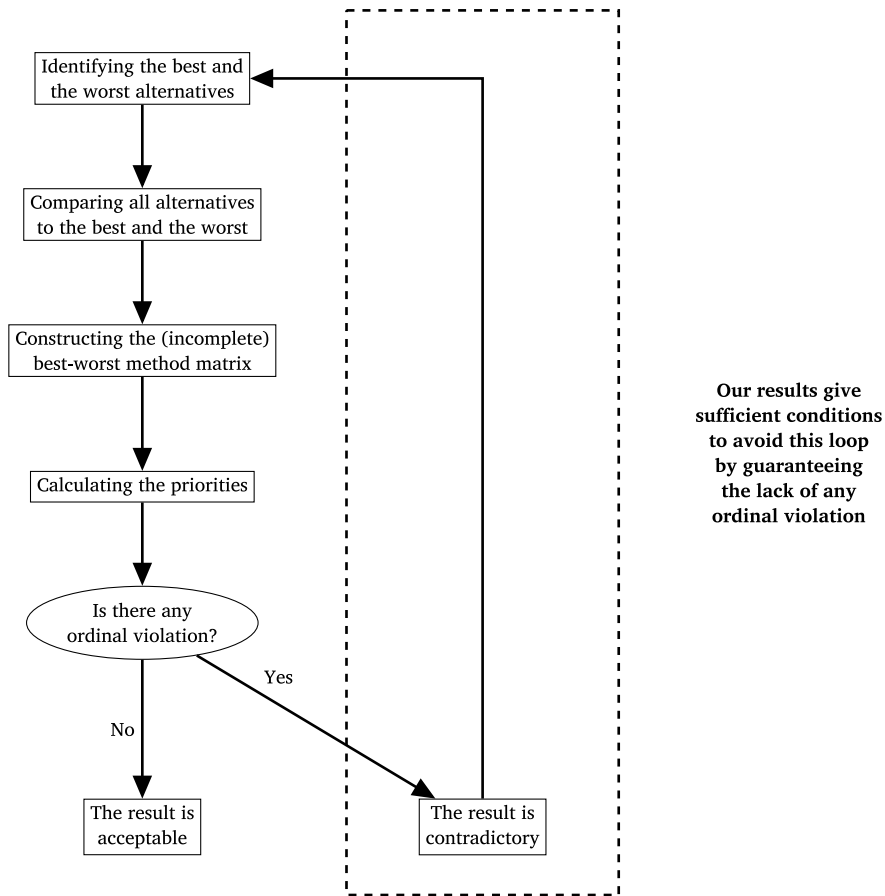 Identifying the best and
the worst alternatives
Comparing all alternatives
to the best and the worst
Constructing the (incomplete)
best-worst method matrix
Calculating the priorities
Is there any
ordinal violation?
Yes
No
The result is
acceptable
The result is
contradictory
Our results give
sufficient conditions
to avoid this loop
by guaranteeing
the lack of any
ordinal violation